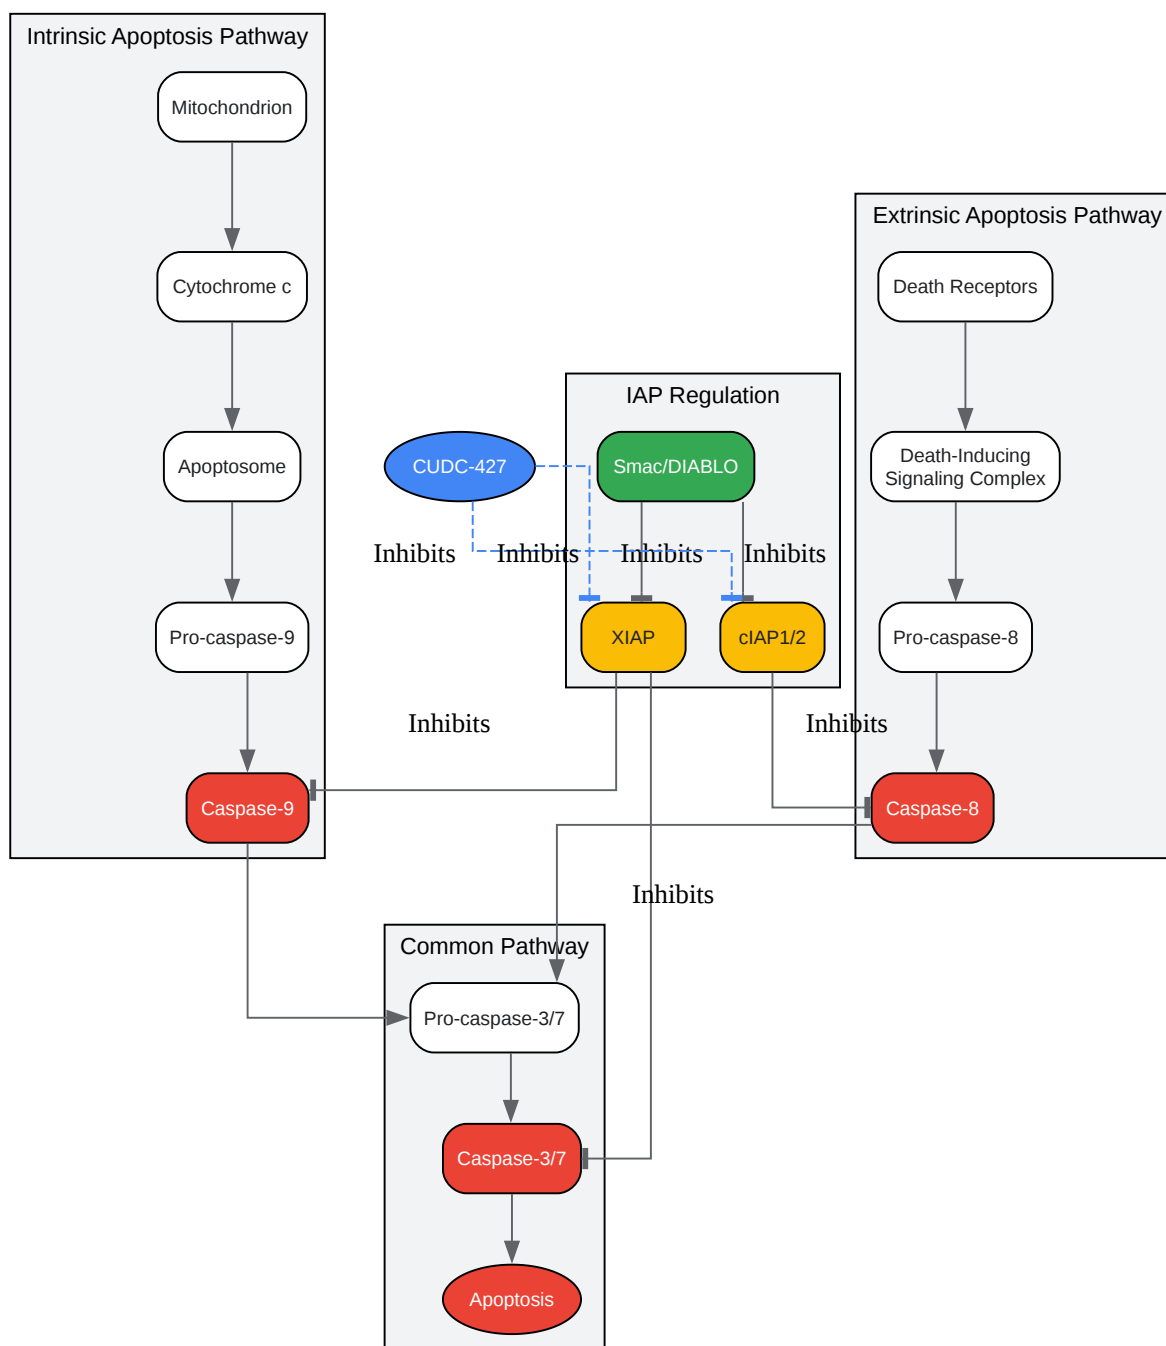 Intrinsic Apoptosis Pathway
Mitochondrion
Extrinsic Apoptosis Pathway
Cytochrome c
Death Receptors
IAP Regulation
Apoptosome
CUDC-427
Smac/DIABLO
Death-Inducing
Signaling Complex
Inhibits
Inhibits
Inhibits
Inhibits
Pro-caspase-9
XIAP
cIAP1/2
Pro-caspase-8
Inhibits
Inhibits
Caspase-9
Caspase-8
Inhibits
Common Pathway
Pro-caspase-3/7
Caspase-3/7
Apoptosis